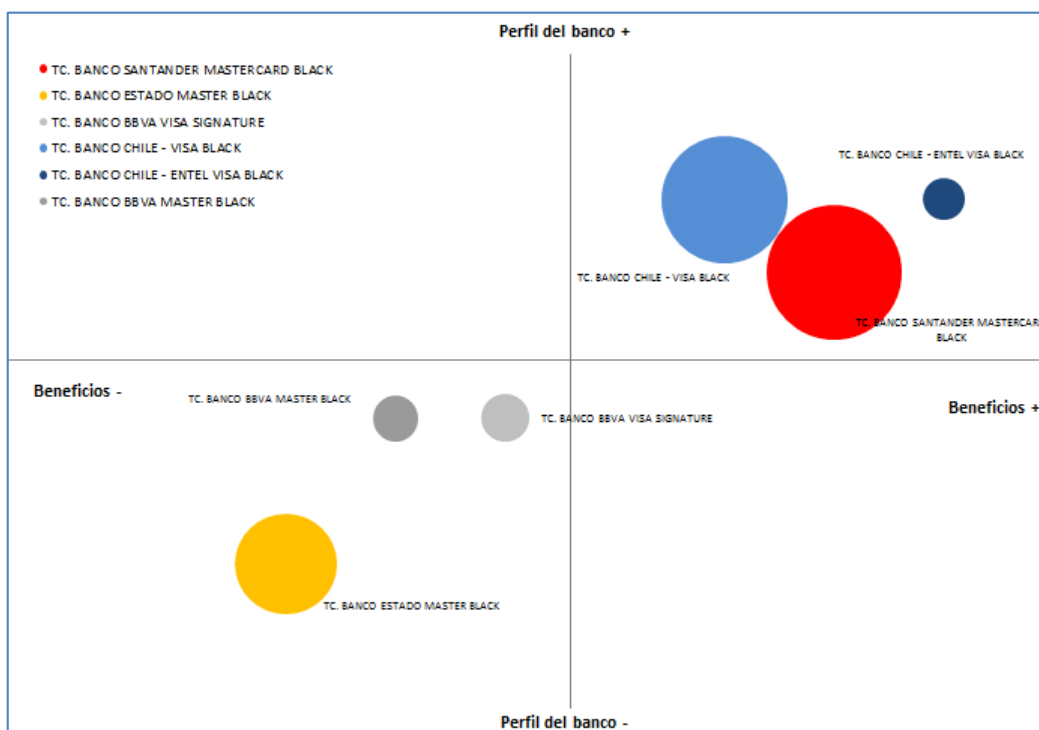 Perfil del banco +
TC. BANCO SANTANDER MASTERCARD BLACK
TC. BANCO ESTADO MASTER BLACK
TC. BANCO BBVA VISA SIGNATURE
TC. BANCO CHILE - VISA BLACK
TC. BANCO CHILE - ENTEL VISA BLACK
TC. BANCO BBVA MASTER BLACK
TC. BANCO CHILE - ENTEL VISA BLACK
TC. BANCO CHILE - VISA BLACK
TC. BANCO SANTANDER MASTERCARD
BLACK
Beneficios -
TC. BANCO BBVA MASTER BLACK
Beneficios +
TC. BANCO BBVA VISA SIGNATURE
TC. BANCO ESTADO MASTER BLACK
Perfil del banco -